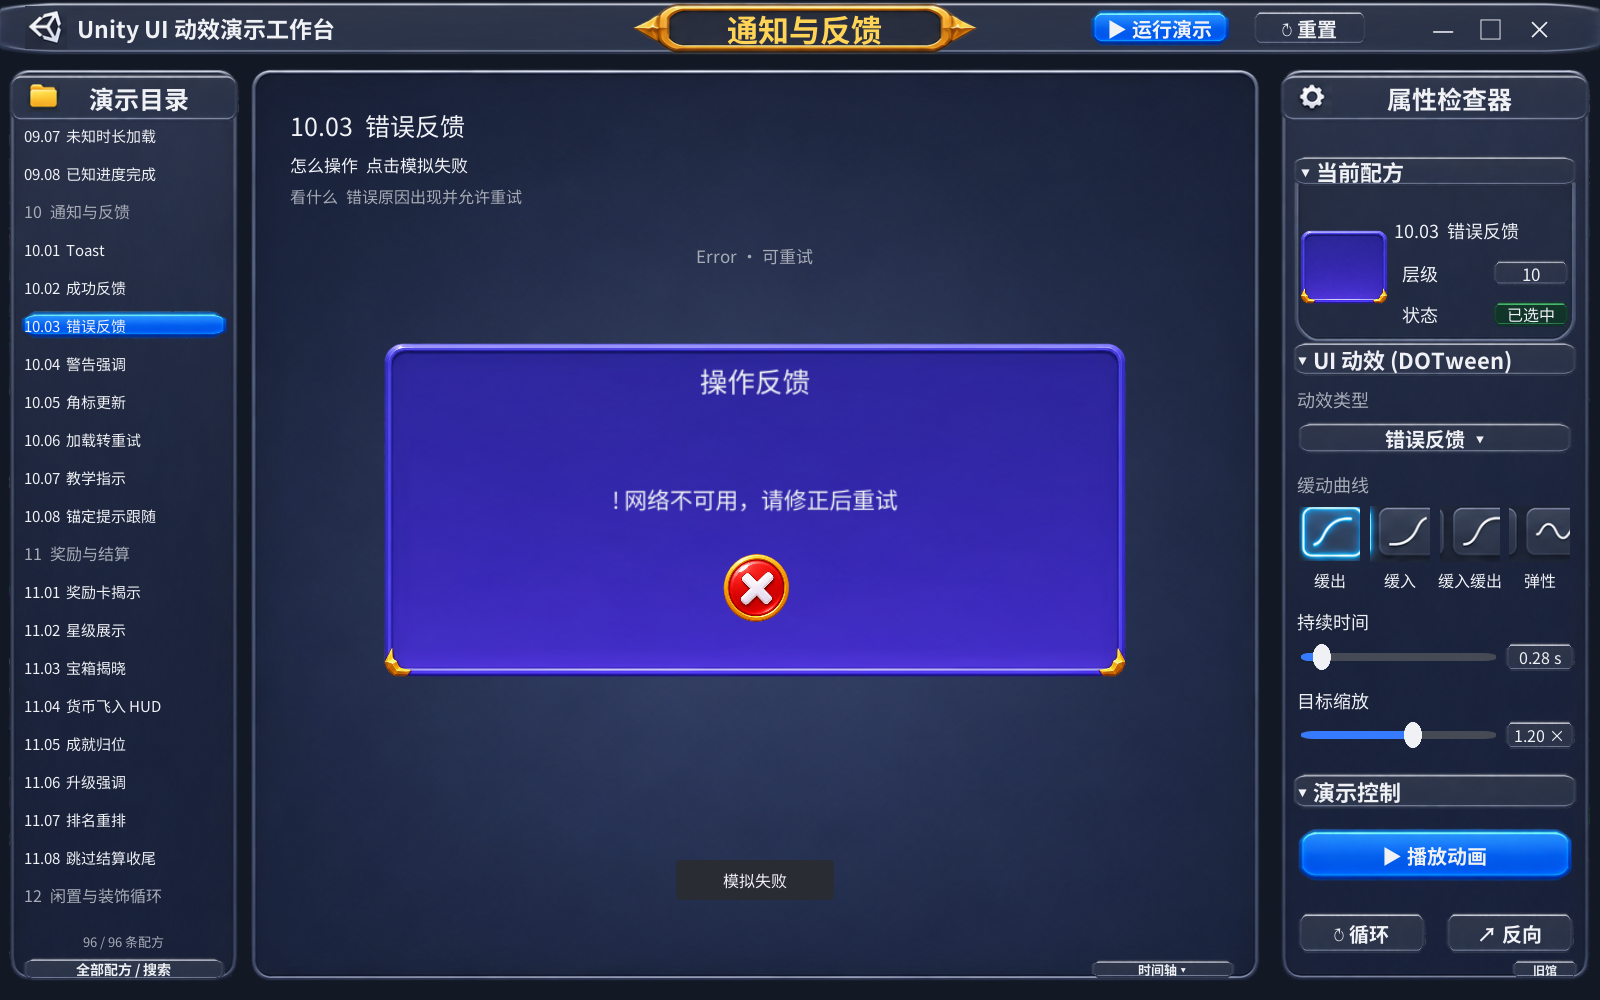 Unity UI 动效演示工作台
通知与反馈
▶ 运行演示
重置
演示目录
09.07 未知时长加载
09.08 已知进度完成
10 通知与反馈
10.01 Toast
10.02 成功反馈
10.03 错误反馈
10.04 警告强调
10.05 角标更新
10.06 加载转重试
10.07 教学指示
10.08 锚定提示跟随
11 奖励与结算
11.01 奖励卡揭示
11.02 星级展示
11.03 宝箱揭晓
11.04 货币飞入 HUD
11.05 成就归位
11.06 升级强调
11.07 排名重排
11.08 跳过结算收尾
12 闲置与装饰循环
96 / 96 条配方
全部配方 / 搜索
10.03 错误反馈
怎么操作 点击模拟失败
看什么 错误原因出现并允许重试
Error · 可重试
操作反馈
! 网络不可用，请修正后重试
模拟失败
时间轴 ▾
属性检查器
▾ 当前配方
10.03 错误反馈
层级 10
状态 已选中
▾ UI 动效 (DOTween)
动效类型
错误反馈 ▾
缓动曲线
缓出 缓入 缓入缓出 弹性
持续时间
0.28 s
目标缩放
1.20 ×
▾ 演示控制
▶ 播放动画
循环
↗ 反向
旧馆